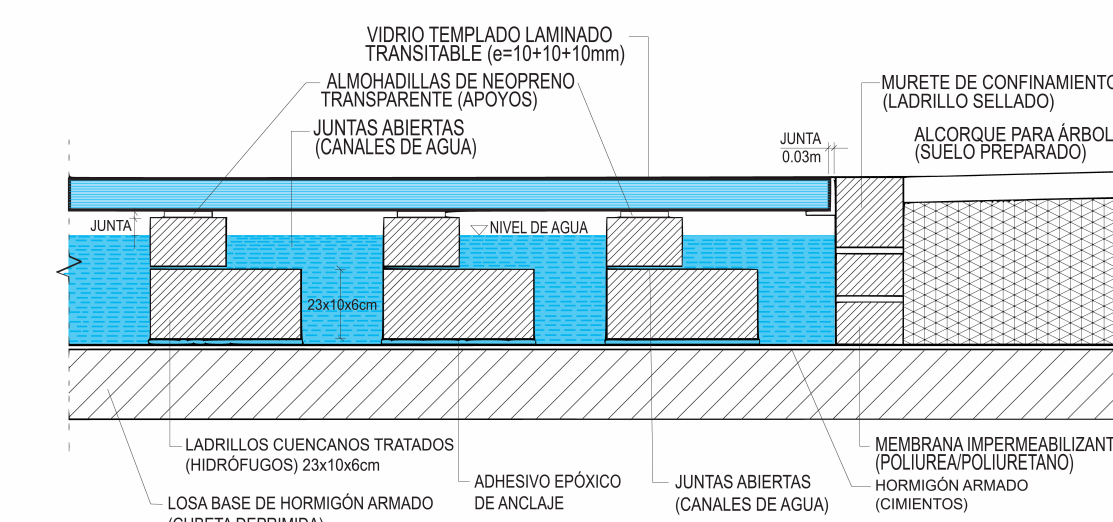 VIDRIO TEMPLADO LAMINADO
TRANSITABLE (e=10+10+10mm)
ALMOHADILLAS DE NEOPRENO
TRANSPARENTE (APOYOS)
JUNTAS ABIERTAS
(CANALES DE AGUA)
JUNTA
0.03m
MURETE DE CONFINAMIENTO
(LADRILLO SELLADO)
ALCORQUE PARA ÁRBOL
(SUELO PREPARADO)
JUNTA
NIVEL DE AGUA
23x10x6cm
LADRILLOS CUENCANOS TRATADOS
(HIDRÓFUGOS) 23x10x6cm
LOSA BASE DE HORMIGÓN ARMADO
(CUBETA DEPRIMIDA)
ADHESIVO EPÓXICO
DE ANCLAJE
JUNTAS ABIERTAS
(CANALES DE AGUA)
MEMBRANA IMPERMEABILIZANT
(POLIUREA/POLIURETANO)
HORMIGÓN ARMADO
(CIMIENTOS)